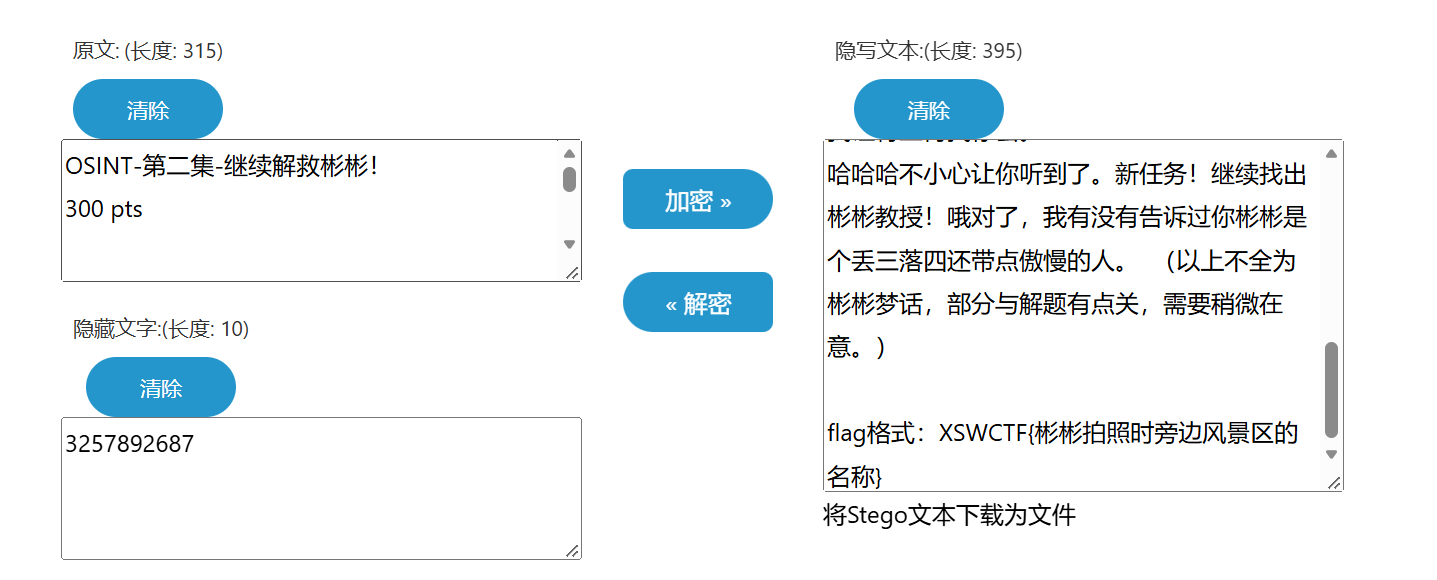 原文: (长度: 315)
清除
OSINT-第二集-继续解救彬彬！
300 pts
隐藏文字:(长度: 10)
清除
3257892687
加密 »
« 解密
隐写文本:(长度: 395)
清除
哈哈哈不小心让你听到了。新任务！继续找出
彬彬教授！哦对了，我有没有告诉过你彬彬是
个丢三落四还带点傲慢的人。 （以上不全为
彬彬梦话，部分与解题有点关，需要稍微在
意。）
flag格式：XSWCTF{彬彬拍照时旁边风景区的
名称}
将Stego文本下载为文件